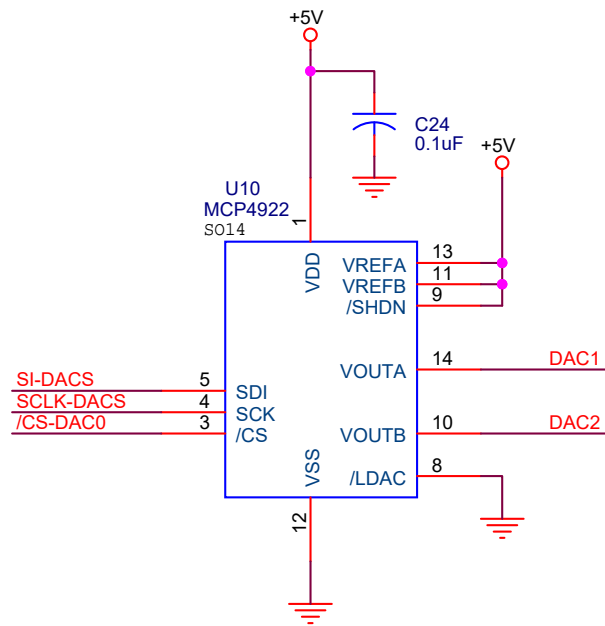 +5V
C24
0.1uF
+5V
U10
MCP4922
SO14
1
VDD
VREFA 13
VREFB 11
/SHDN 9
VOUTA 14 DAC1
SI-DACS 5 SDI
SCLK-DACS 4 SCK
/CS-DAC0 3 /CS
VOUTB 10 DAC2
/LDAC 8
VSS
12